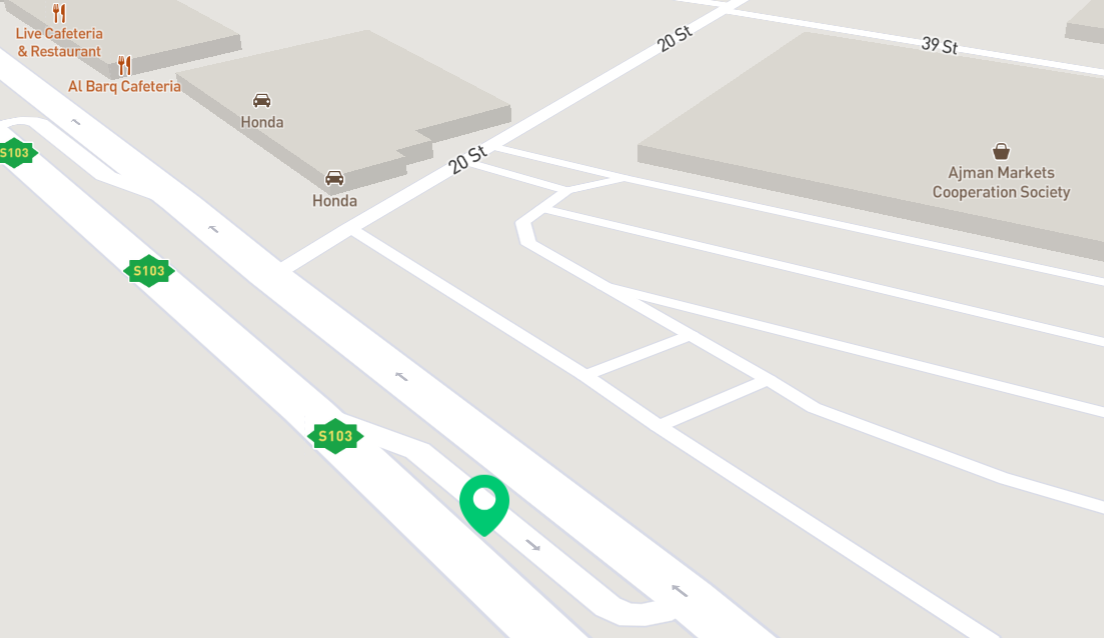 Live Cafeteria
& Restaurant
Al Barq Cafeteria
20 St
39 St
Honda
S103
20 St
Ajman Markets
Cooperation Society
Honda
S103
S103